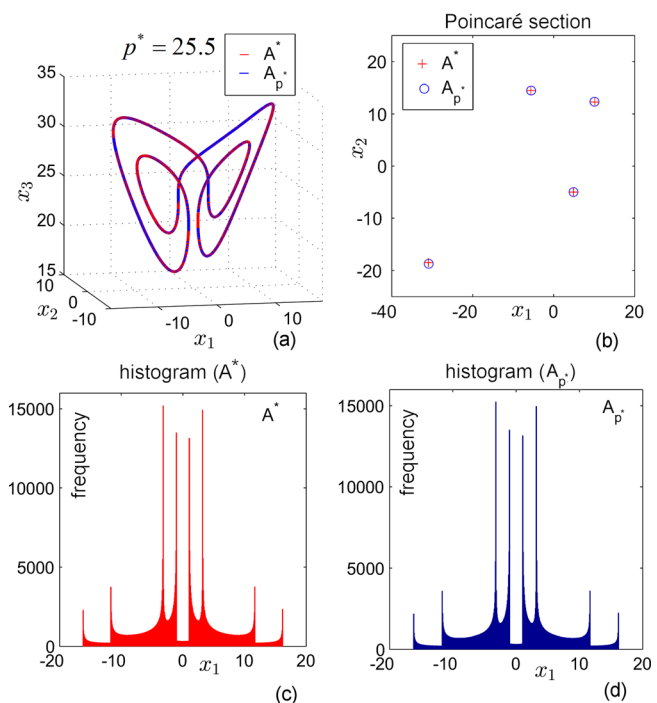 p* = 25.5
A*
A_p*
35
30
25
20
15
x₃
10
0
-10
x₂
-10
0
10
x₁
(a)
Poincaré section
A*
A_p*
20
10
0
-10
-20
x₂
-40
-20
0
20
x₁
(b)
histogram (A*)
A*
frequency
15000
10000
5000
0
-20
-10
0
10
20
x₁
(c)
histogram (A_p*)
A_p*
frequency
15000
10000
5000
0
-20
-10
0
10
20
x₁
(d)